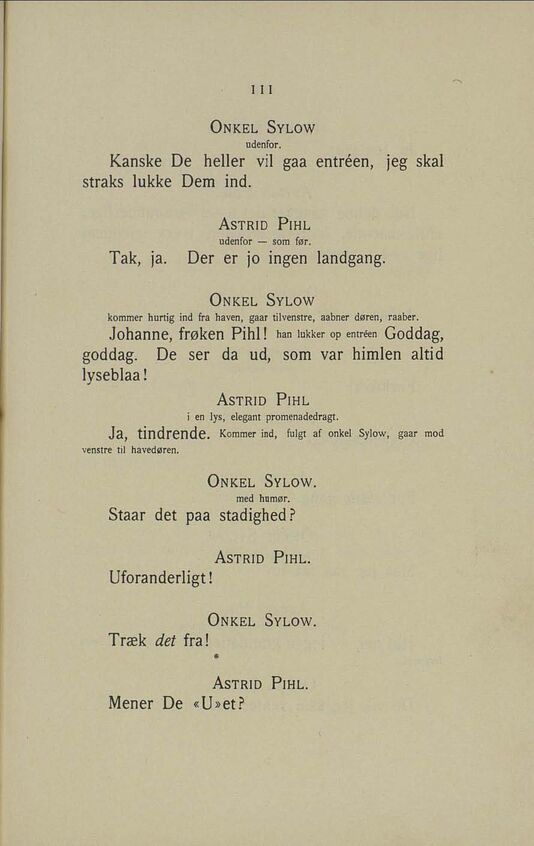 111
ONKEL SYLOW
udenfor.
Kanske De heller vil gaa entréen, jeg skal
straks lukke Dem ind.
ASTRID PIHL
udenfor — som før.
Tak, ja. Der er jo ingen landgang.
ONKEL SYLOW
kommer hurtig ind fra haven, gaar tilvenstre, aabner døren, raaber.
Johanne, frøken Pihl! han lukker op entréen Goddag,
goddag. De ser da ud, som var himlen altid
lyseblaa!
ASTRID PIHL
i en lys, elegant promenadedragt.
Ja, tindrende. Kommer ind, fulgt af onkel Sylow, gaar mod
venstre til havedøren.
ONKEL SYLOW.
med humør.
Staar det paa stadighed?
ASTRID PIHL.
Uforanderligt!
ONKEL SYLOW.
Træk det fra!
ASTRID PIHL.
Mener De «U»et?